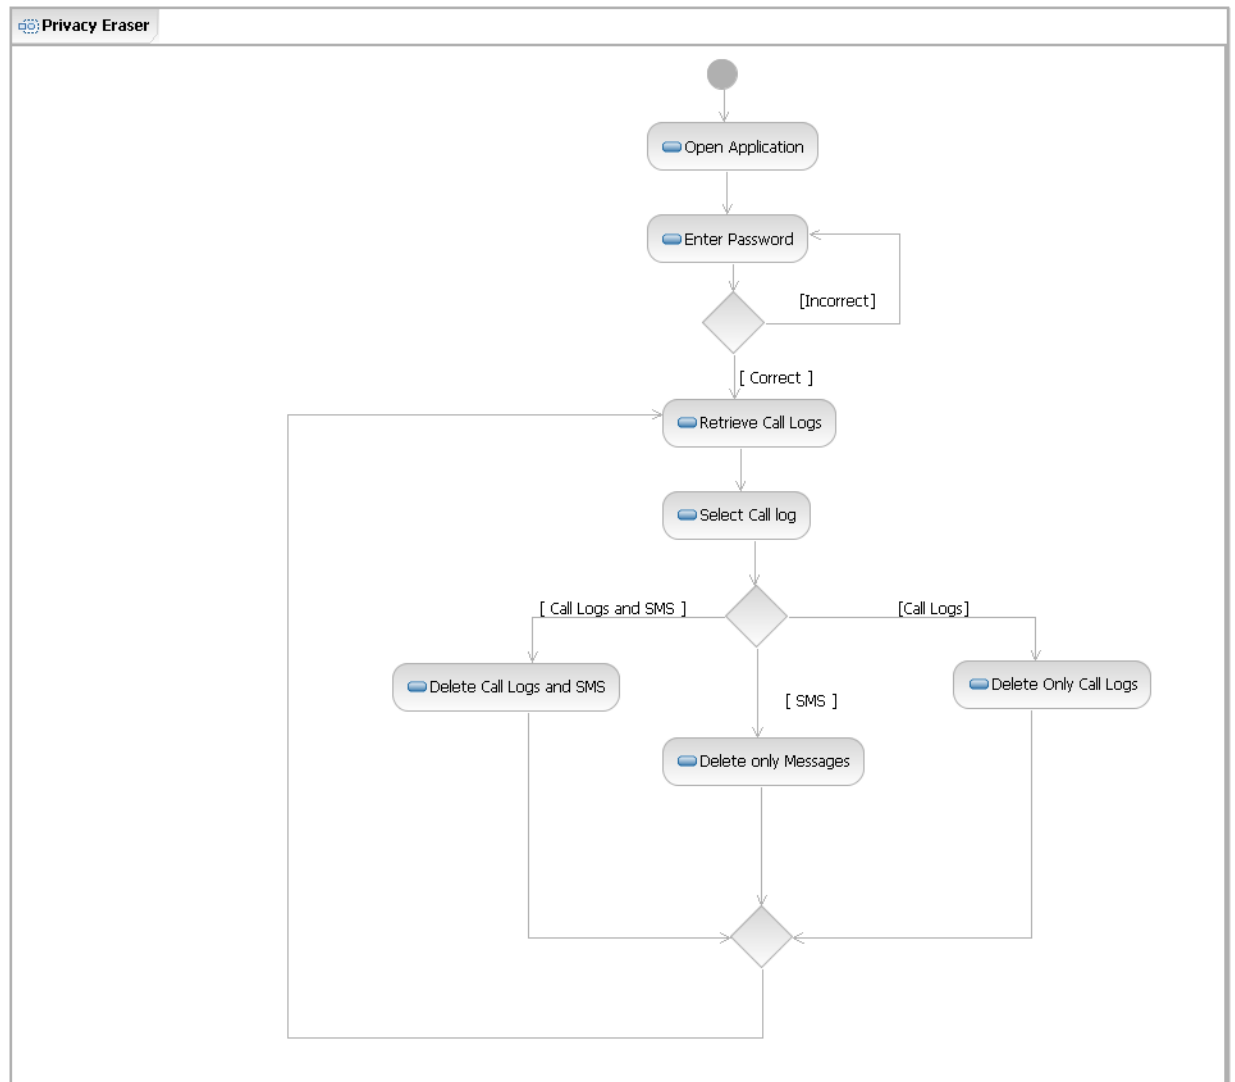 Privacy Eraser
Open Application
Enter Password
[Incorrect]
[ Correct ]
Retrieve Call Logs
Select Call log
[ Call Logs and SMS ]
[Call Logs]
Delete Call Logs and SMS
Delete Only Call Logs
[ SMS ]
Delete only Messages